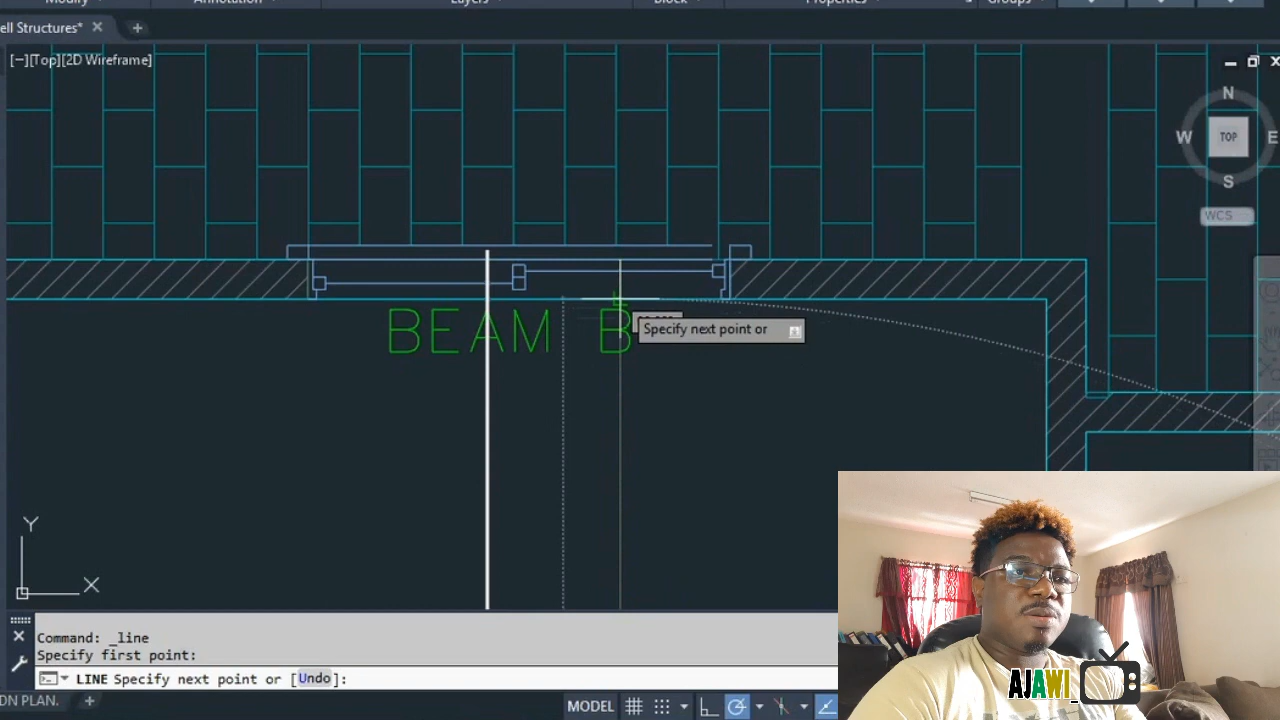 Modify Annotation Layers Block Properties Groups
ell Structures*
[−][Top][2D Wireframe]
N
W TOP E
S
WCS
BEAM B
Specify next point or
Y
X
Command: _line
Specify first point:
LINE Specify next point or [Undo]:
DN PLAN.
MODEL
AJAWI_